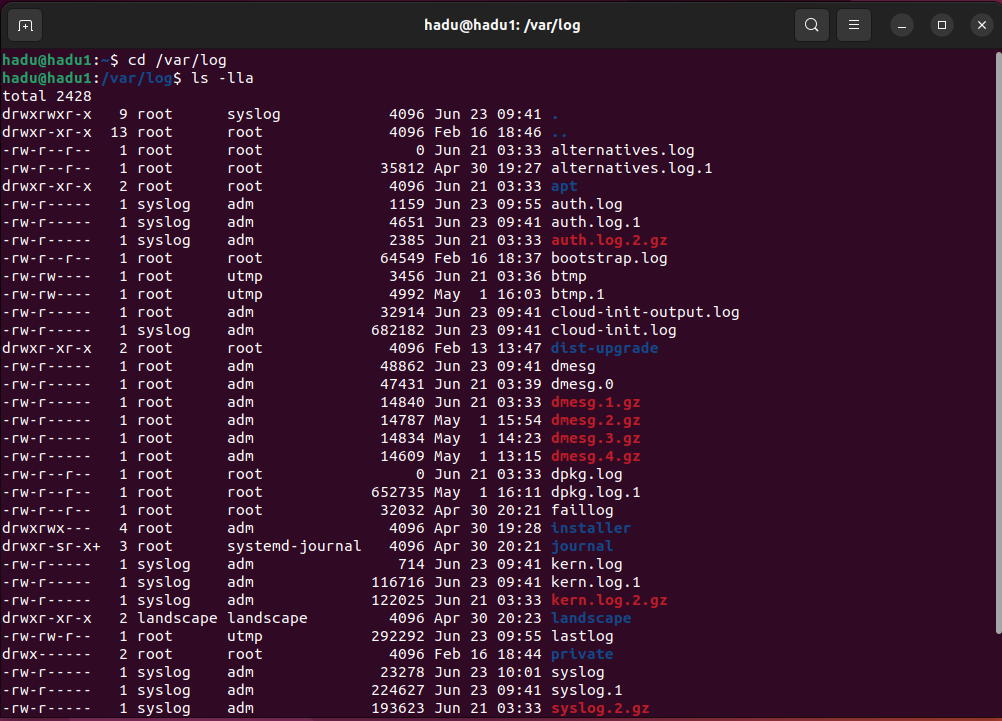 hadu@hadu1: /var/log
hadu@hadu1:~$ cd /var/log
hadu@hadu1:/var/log$ ls -lla
total 2428
drwxrwxr-x   9 root      syslog            4096 Jun 23 09:41 .
drwxr-xr-x  13 root      root              4096 Feb 16 18:46 ..
-rw-r--r--   1 root      root                 0 Jun 21 03:33 alternatives.log
-rw-r--r--   1 root      root             35812 Apr 30 19:27 alternatives.log.1
drwxr-xr-x   2 root      root              4096 Jun 21 03:33 apt
-rw-r-----   1 syslog    adm               1159 Jun 23 09:55 auth.log
-rw-r-----   1 syslog    adm               4651 Jun 23 09:41 auth.log.1
-rw-r-----   1 syslog    adm               2385 Jun 21 03:33 auth.log.2.gz
-rw-r--r--   1 root      root             64549 Feb 16 18:37 bootstrap.log
-rw-rw----   1 root      utmp              3456 Jun 21 03:36 btmp
-rw-rw----   1 root      utmp              4992 May  1 16:03 btmp.1
-rw-r-----   1 root      adm              32914 Jun 23 09:41 cloud-init-output.log
-rw-r-----   1 syslog    adm             682182 Jun 23 09:41 cloud-init.log
drwxr-xr-x   2 root      root              4096 Feb 13 13:47 dist-upgrade
-rw-r-----   1 root      adm              48862 Jun 23 09:41 dmesg
-rw-r-----   1 root      adm              47431 Jun 21 03:39 dmesg.0
-rw-r-----   1 root      adm              14840 Jun 21 03:33 dmesg.1.gz
-rw-r-----   1 root      adm              14787 May  1 15:54 dmesg.2.gz
-rw-r-----   1 root      adm              14834 May  1 14:23 dmesg.3.gz
-rw-r-----   1 root      adm              14609 May  1 13:15 dmesg.4.gz
-rw-r--r--   1 root      root                 0 Jun 21 03:33 dpkg.log
-rw-r--r--   1 root      root            652735 May  1 16:11 dpkg.log.1
-rw-r--r--   1 root      root             32032 Apr 30 20:21 faillog
drwxrwx---   4 root      adm               4096 Apr 30 19:28 installer
drwxr-sr-x+  3 root      systemd-journal   4096 Apr 30 20:21 journal
-rw-r-----   1 syslog    adm                714 Jun 23 09:41 kern.log
-rw-r-----   1 syslog    adm             116716 Jun 23 09:41 kern.log.1
-rw-r-----   1 syslog    adm             122025 Jun 21 03:33 kern.log.2.gz
drwxr-xr-x   2 landscape landscape         4096 Apr 30 20:23 landscape
-rw-rw-r--   1 root      utmp            292292 Jun 23 09:55 lastlog
drwx------   2 root      root              4096 Feb 16 18:44 private
-rw-r-----   1 syslog    adm              23278 Jun 23 10:01 syslog
-rw-r-----   1 syslog    adm             224627 Jun 23 09:41 syslog.1
-rw-r-----   1 syslog    adm             193623 Jun 21 03:33 syslog.2.gz